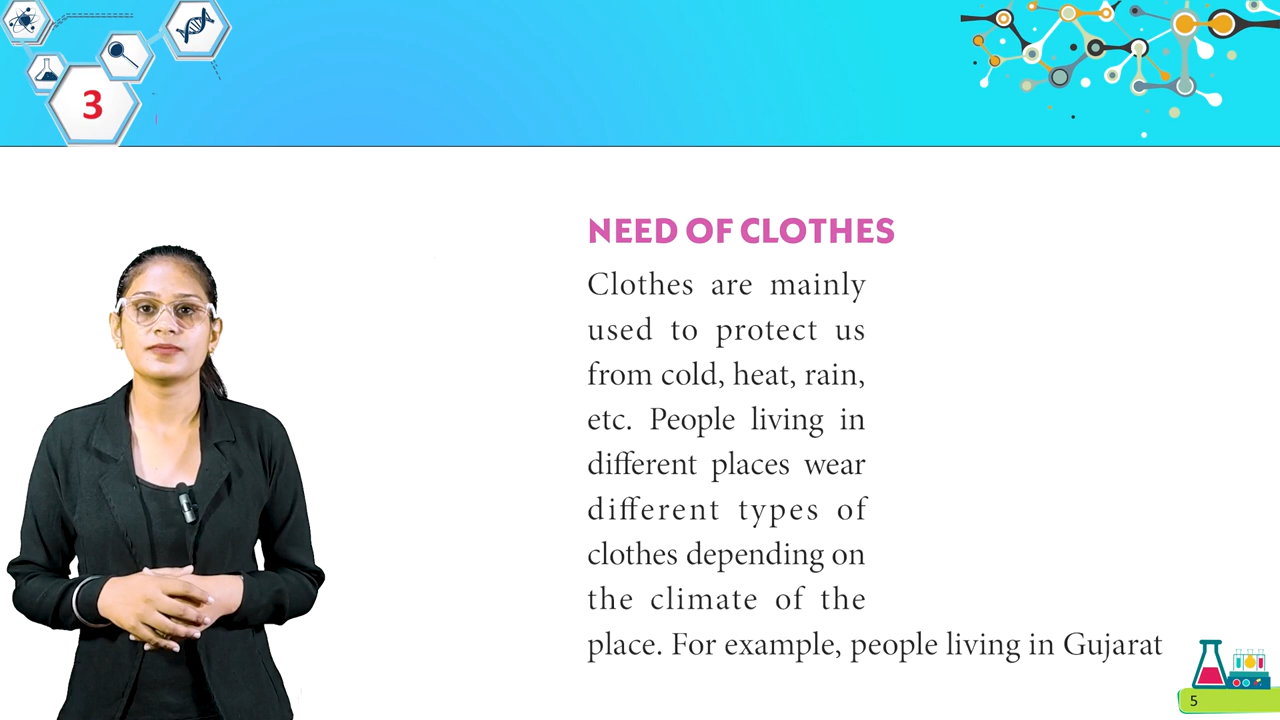 3
NEED OF CLOTHES
Clothes are mainly
used to protect us
from cold, heat, rain,
etc. People living in
different places wear
different types of
clothes depending on
the climate of the
place. For example, people living in Gujarat
5